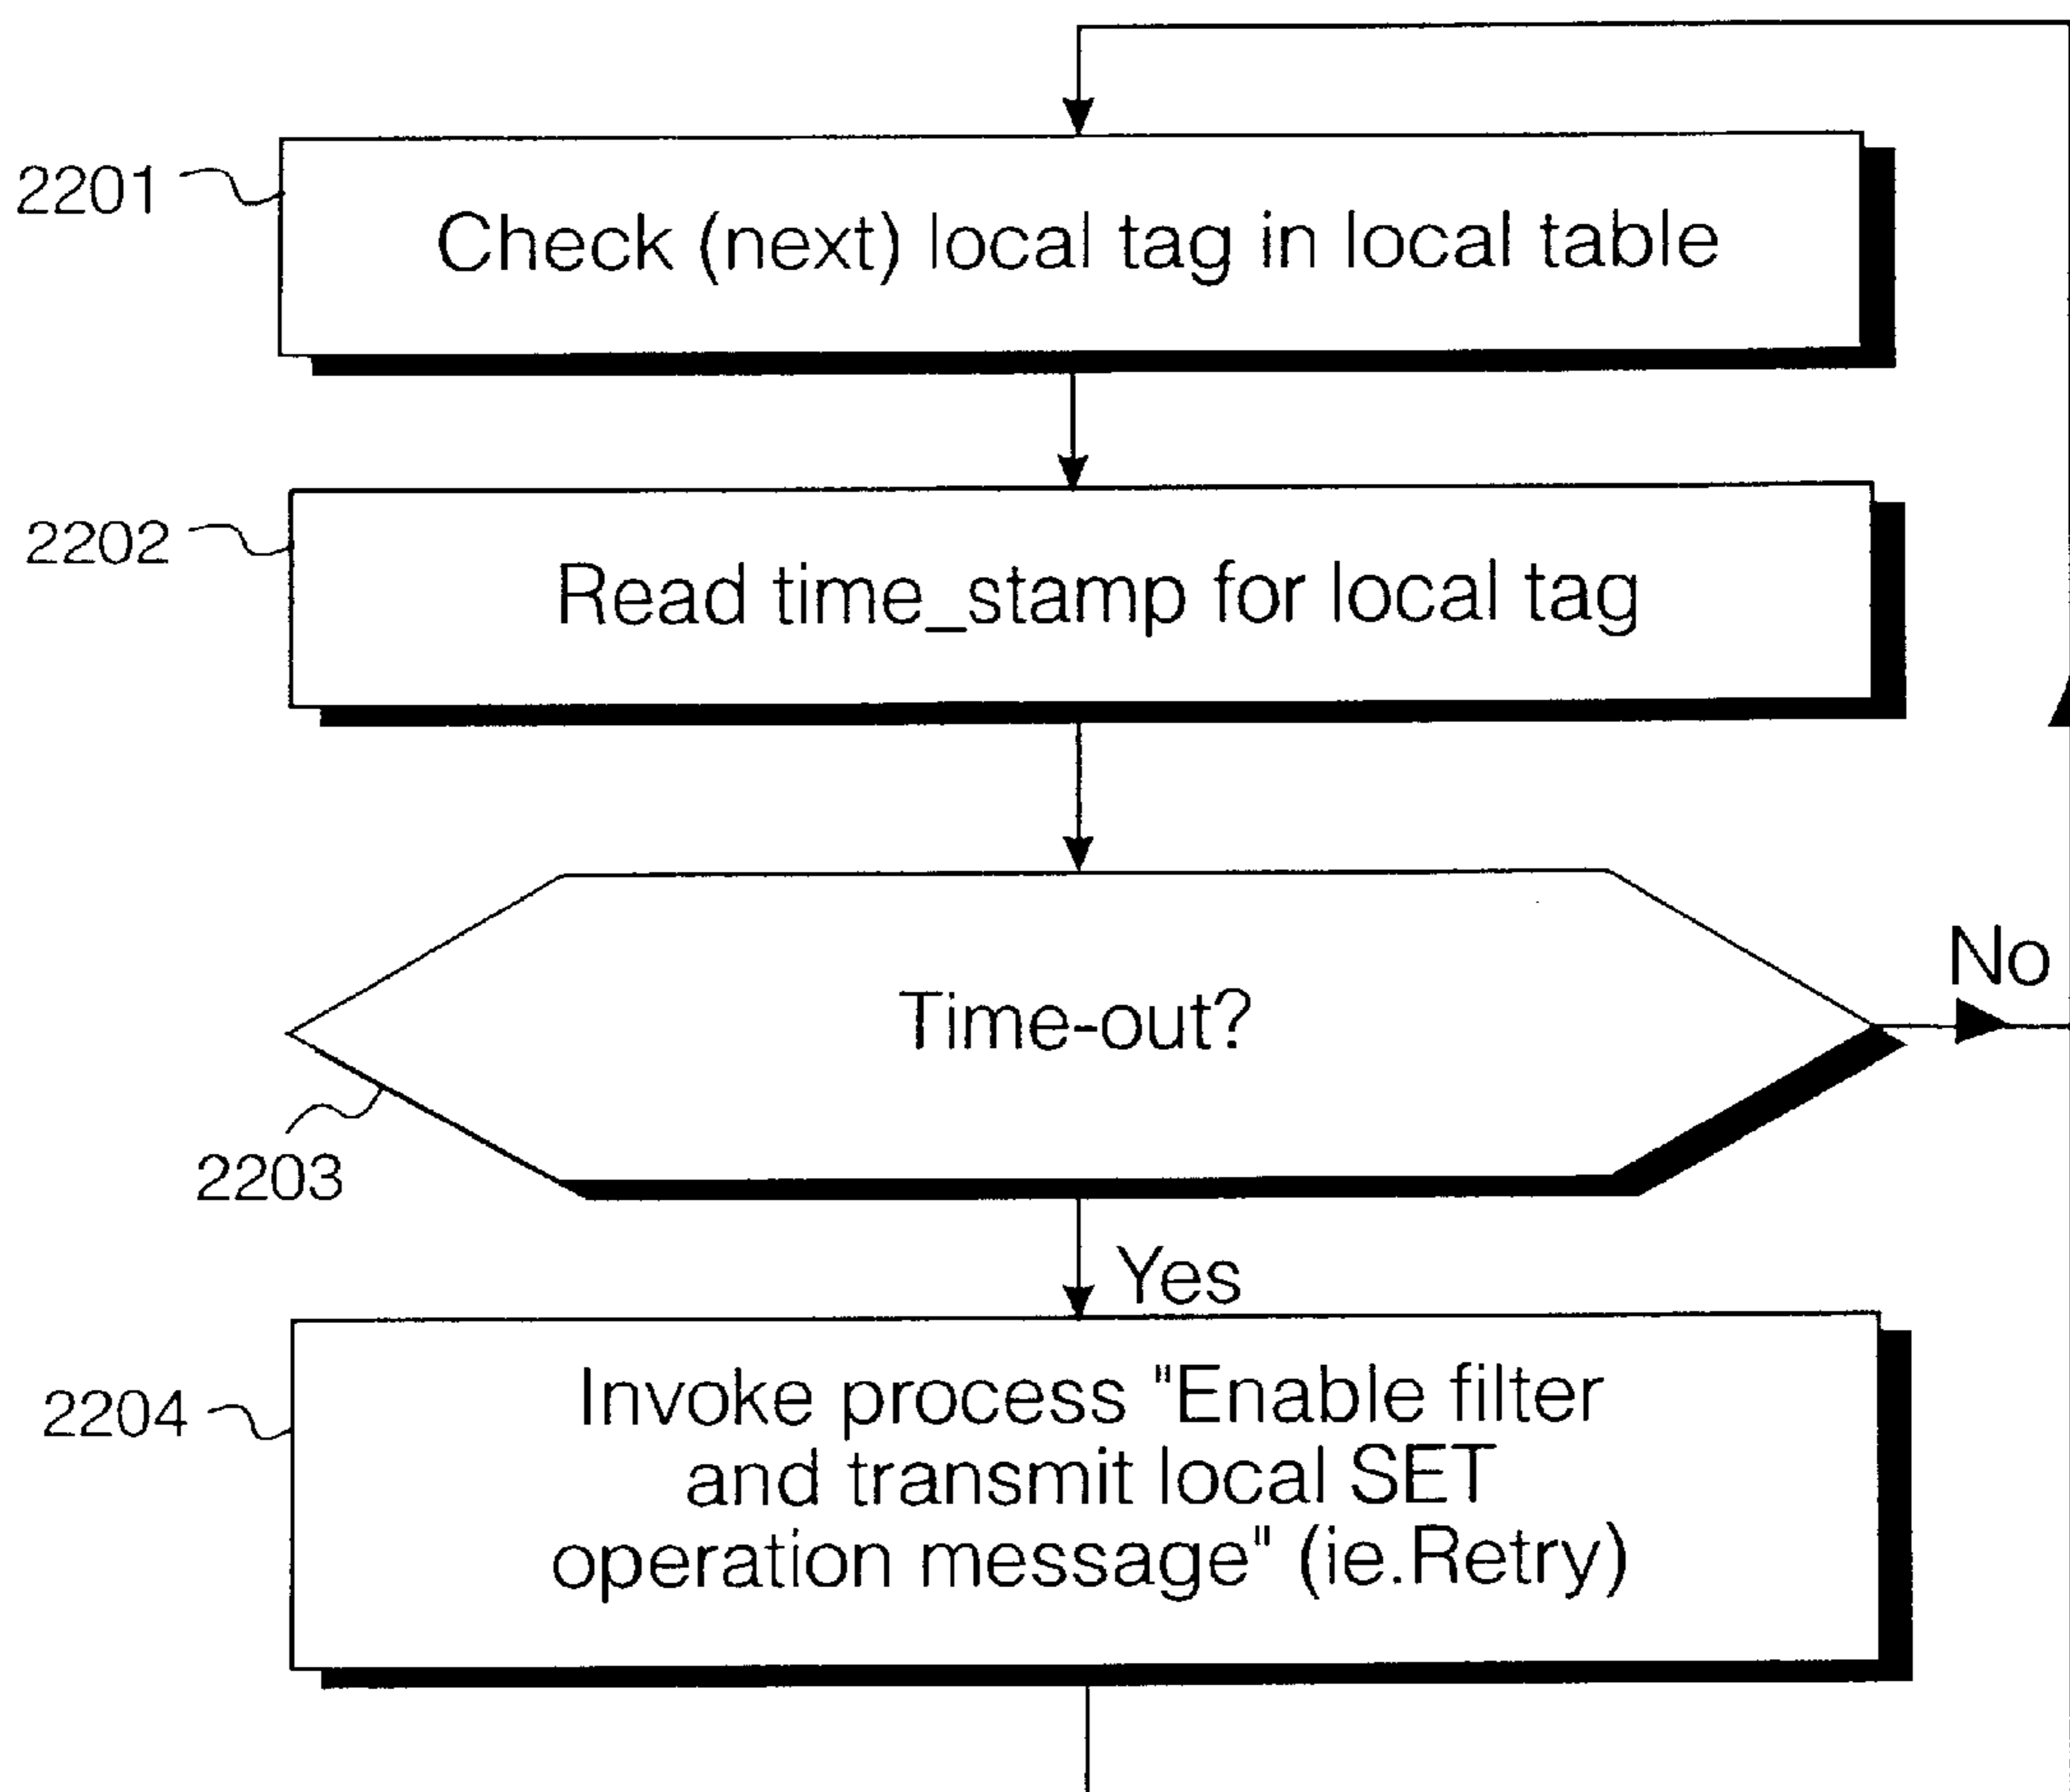 2201
Check (next) local tag in local table
2202
Read time_stamp for local tag
Time-out?
No
2203
Yes
2204
Invoke process "Enable filter
and transmit local SET
operation message" (ie.Retry)